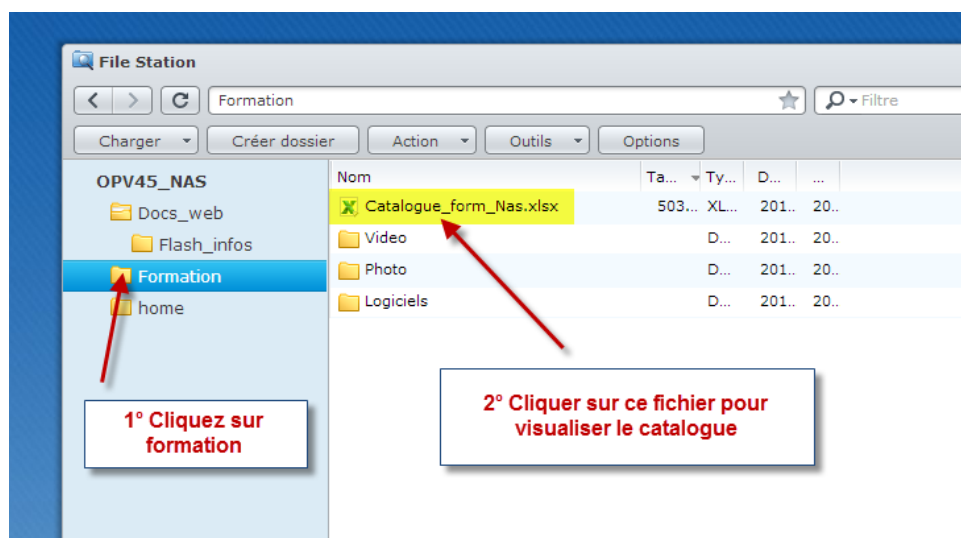 File Station
Formation
Filtre
Charger Créer dossier Action Outils Options
OPV45_NAS
Docs_web
Flash_infos
Formation
home
Nom Ta... Ty... D... ...
Catalogue_form_Nas.xlsx 503... XL... 201.. 20..
Video D... 201.. 20..
Photo D... 201.. 20..
Logiciels D... 201.. 20..
1° Cliquez sur
formation
2° Cliquer sur ce fichier pour
visualiser le catalogue